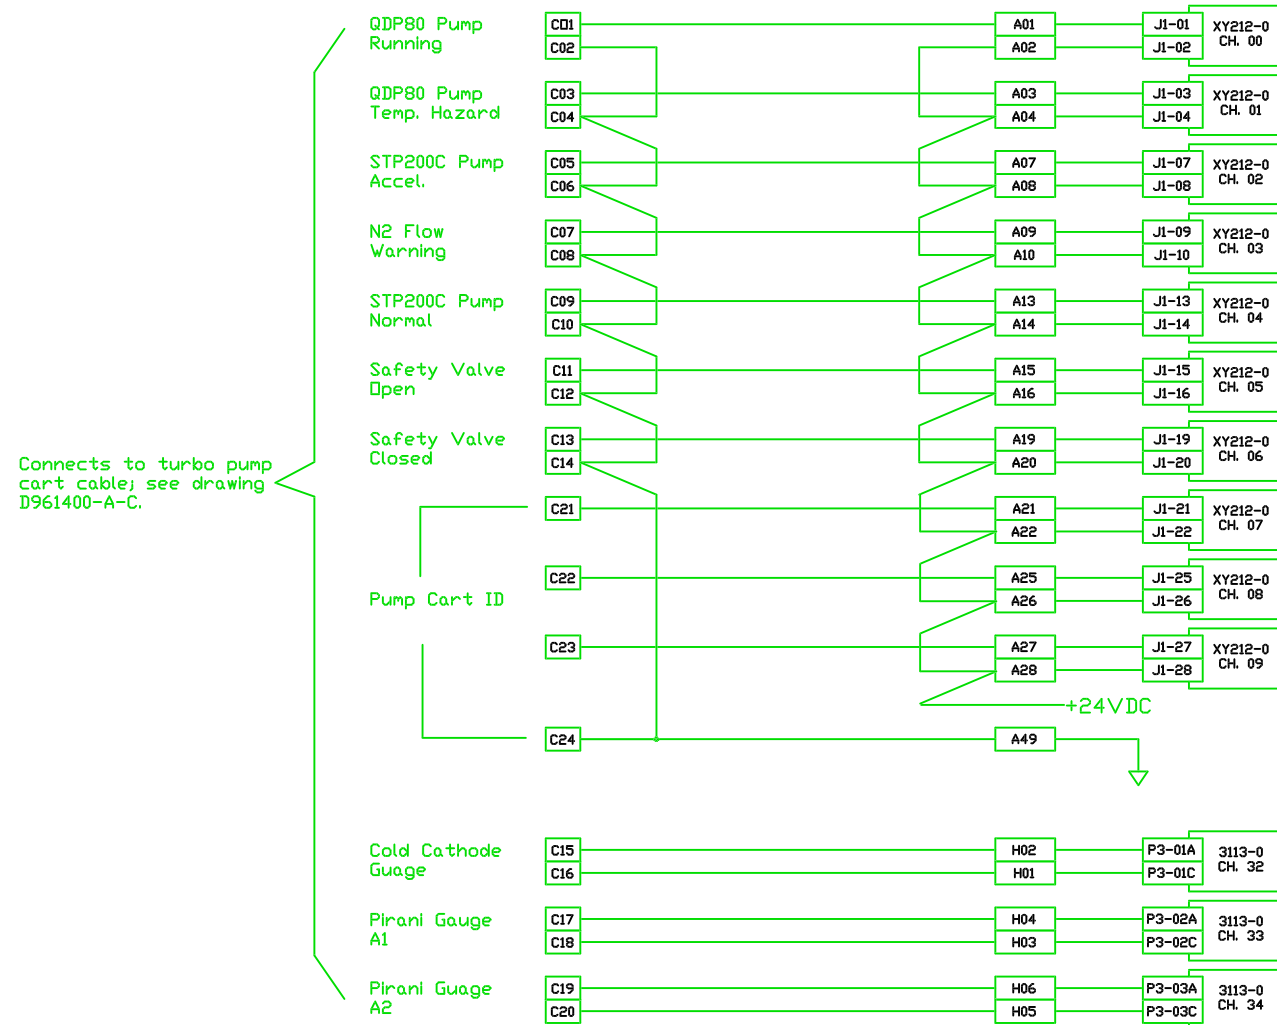 QDP80 Pump
Running
C01
C02
A01
A02
J1-01
J1-02
XY212-0
CH. 00
QDP80 Pump
Temp. Hazard
C03
C04
A03
A04
J1-03
J1-04
XY212-0
CH. 01
STP200C Pump
Accel.
C05
C06
A07
A08
J1-07
J1-08
XY212-0
CH. 02
N2 Flow
Warning
C07
C08
A09
A10
J1-09
J1-10
XY212-0
CH. 03
STP200C Pump
Normal
C09
C10
A13
A14
J1-13
J1-14
XY212-0
CH. 04
Safety Valve
Open
C11
C12
A15
A16
J1-15
J1-16
XY212-0
CH. 05
Safety Valve
Closed
C13
C14
A19
A20
J1-19
J1-20
XY212-0
CH. 06
Connects to turbo pump
cart cable; see drawing
D961400-A-C.
C21
A21
A22
J1-21
J1-22
XY212-0
CH. 07
Pump Cart ID
C22
A25
A26
J1-25
J1-26
XY212-0
CH. 08
C23
A27
A28
J1-27
J1-28
XY212-0
CH. 09
+24VDC
C24
A49
Cold Cathode
Guage
C15
C16
H02
H01
P3-01A
P3-01C
3113-0
CH. 32
Pirani Gauge
A1
C17
C18
H04
H03
P3-02A
P3-02C
3113-0
CH. 33
Pirani Guage
A2
C19
C20
H06
H05
P3-03A
P3-03C
3113-0
CH. 34